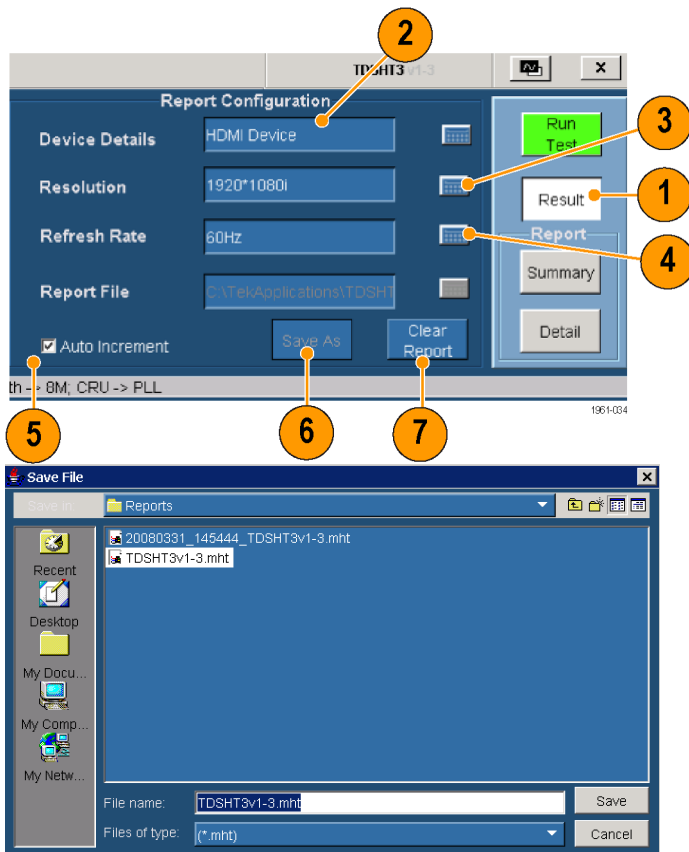 2
TDSHT3 v1-3
x
Report Configuration
Device Details
HDMI Device
Run Test
3
Resolution
1920*1080i
Result
1
Refresh Rate
60Hz
Report
4
Summary
Report File
C:\TekApplications\TDSHT
Auto Increment
Save As
Clear Report
Detail
th -> 8M; CRU -> PLL
1961-034
5
6
7
Save File
Save In
Reports
20080331_145444_TDSHT3v1-3.mht
TDSHT3v1-3.mht
Recent
Desktop
My Docu...
My Comp...
My Netw...
File name:
TDSHT3v1-3.mht
Save
Files of type:
(*.mht)
Cancel